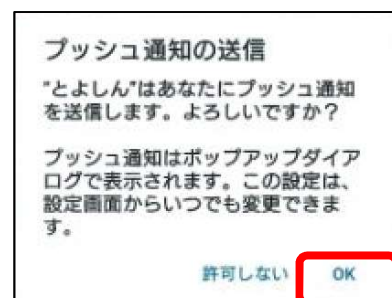 プッシュ通知の送信
"とよしん"はあなたにプッシュ通知
を送信します。よろしいですか？
プッシュ通知はポップアップダイア
ログで表示されます。この設定は、
設定画面からいつでも変更できま
す。
許可しない OK